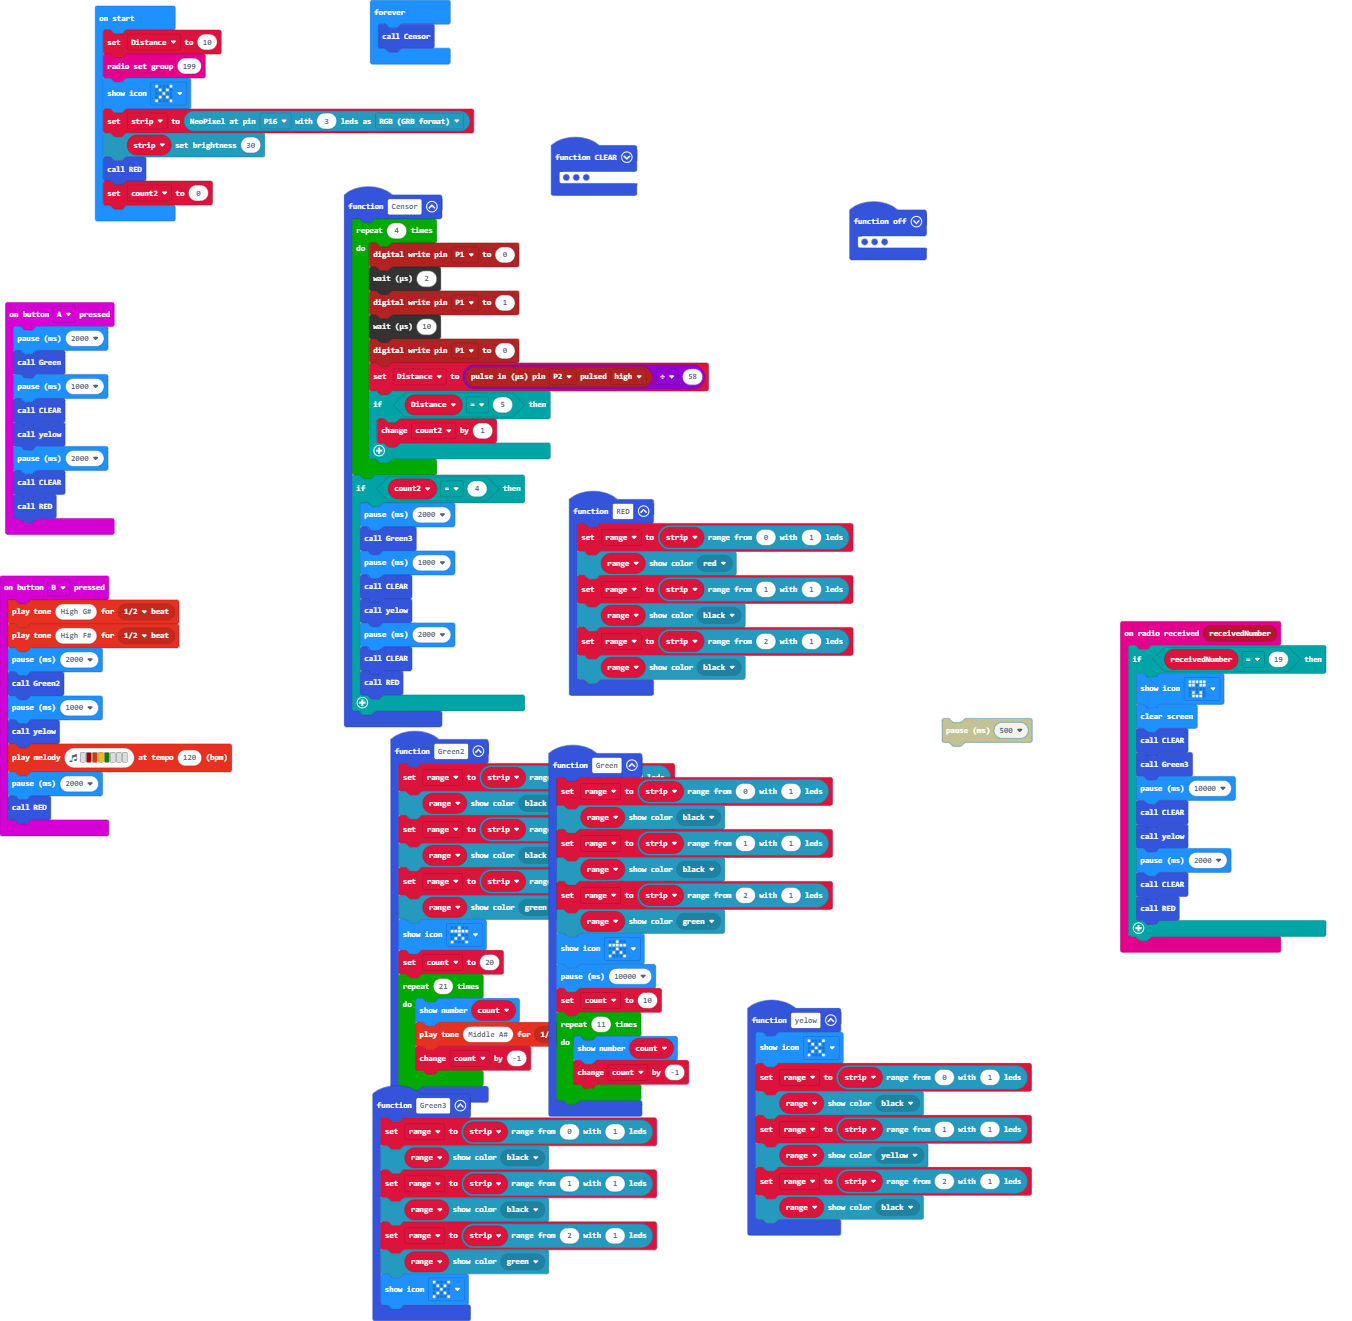 on start
set Distance to 10
radio set group 199
show icon
set strip to NeoPixel at pin P16 with 3 leds as RGB (GRB format)
strip set brightness 30
call RED
set count2 to 0
forever
call Censor
function CLEAR
function off
function Censor
repeat 4 times
do
digital write pin P1 to 0
wait (µs) 2
digital write pin P1 to 1
wait (µs) 10
digital write pin P1 to 0
set Distance to pulse in (µs) pin P2 pulsed high ÷ 58
if Distance = 5 then
change count2 by 1
if count2 = 4 then
pause (ms) 2000
call Green3
pause (ms) 1000
call CLEAR
call yelow
pause (ms) 2000
call CLEAR
call RED
on button A pressed
pause (ms) 2000
call Green
pause (ms) 1000
call CLEAR
call yelow
pause (ms) 2000
call CLEAR
call RED
on button B pressed
play tone High G# for 1/2 beat
play tone High F# for 1/2 beat
pause (ms) 2000
call Green2
pause (ms) 1000
call yelow
play melody at tempo 120 (bpm)
pause (ms) 2000
call RED
function RED
set range to strip range from 0 with 1 leds
range show color red
set range to strip range from 1 with 1 leds
range show color black
set range to strip range from 2 with 1 leds
range show color black
on radio received receivedNumber
if receivedNumber = 19 then
show icon
clear screen
call CLEAR
call Green3
pause (ms) 10000
call CLEAR
call yelow
pause (ms) 2000
call CLEAR
call RED
pause (ms) 500
function Green2
set range to strip rang
range show color black
set range to strip rang
range show color black
set range to strip rang
range show color green
show icon
set count to 20
repeat 21 times
do
show number count
play tone Middle A# for 1/
change count by -1
function Green
set range to strip range from 0 with 1 leds
range show color black
set range to strip range from 1 with 1 leds
range show color black
set range to strip range from 2 with 1 leds
range show color green
show icon
pause (ms) 10000
set count to 10
repeat 11 times
do
show number count
change count by -1
function Green3
set range to strip range from 0 with 1 leds
range show color black
set range to strip range from 1 with 1 leds
range show color black
set range to strip range from 2 with 1 leds
range show color green
show icon
function yelow
show icon
set range to strip range from 0 with 1 leds
range show color black
set range to strip range from 1 with 1 leds
range show color yellow
set range to strip range from 2 with 1 leds
range show color black